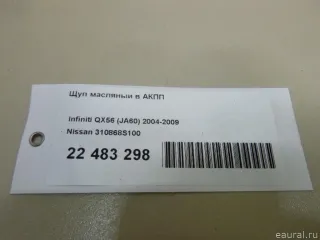 Щуп масляный в АКПП
Infiniti QX56 (JA60) 2004-2009
Nissan 310868S100
22 483 298
eaural.ru